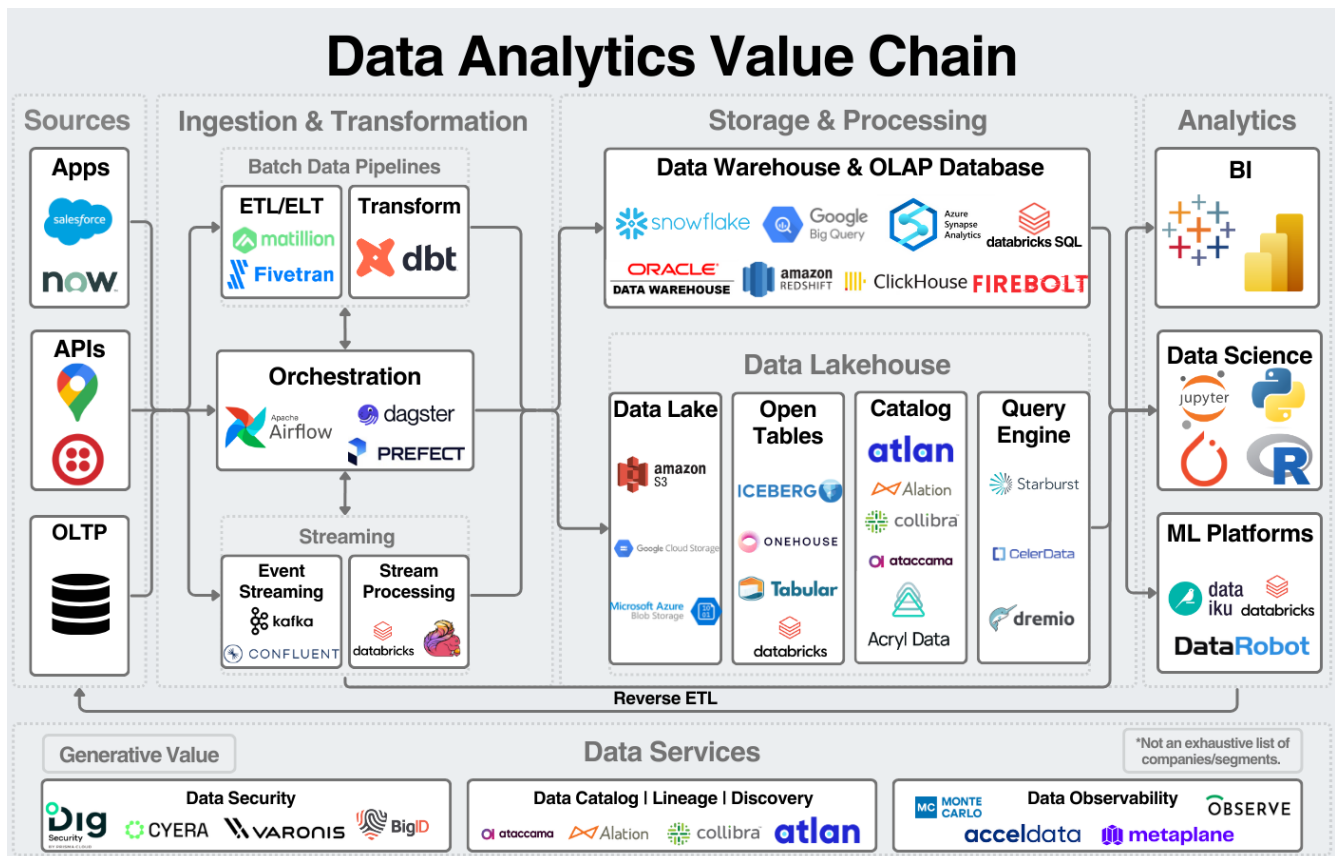 Data Analytics Value Chain
Sources
Apps
salesforce
now
APIs
OLTP
Ingestion & Transformation
Batch Data Pipelines
ETL/ELT
matillion
Fivetran
Transform
dbt
Orchestration
Apache
Airflow
dagster
PREFECT
Streaming
Event
Streaming
kafka
CONFLUENT
Stream
Processing
databricks
Storage & Processing
Data Warehouse & OLAP Database
snowflake
Google
Big Query
Azure
Synapse
Analytics
databricks SQL
ORACLE
DATA WAREHOUSE
amazon
REDSHIFT
ClickHouse
FIREBOLT
Data Lakehouse
Data Lake
amazon
S3
Google Cloud Storage
Microsoft Azure
Blob Storage
10
01
Open
Tables
ICEBERG
ONEHOUSE
Tabular
databricks
Catalog
atlan
Alation
collibra
ataccama
Acryl Data
Query
Engine
Starburst
CelerData
dremio
Analytics
BI
Data Science
jupyter
R
ML Platforms
data
iku
databricks
DataRobot
Reverse ETL
Generative Value
Data Services
*Not an exhaustive list of
companies/segments.
Data Security
Dig
Security
CYERA
VARONIS
BigID
Data Catalog | Lineage | Discovery
ataccama
Alation
collibra
atlan
Data Observability
MC
MONTE
CARLO
OBSERVE
acceldata
metaplane